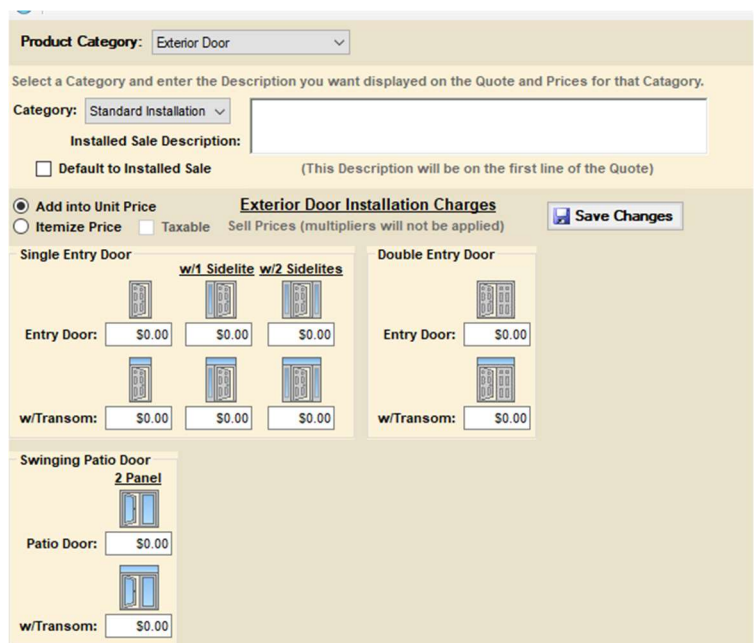 Product Category: Exterior Door
Select a Category and enter the Description you want displayed on the Quote and Prices for that Catagory.
Category: Standard Installation
Installed Sale Description:
Default to Installed Sale (This Description will be on the first line of the Quote)
Add into Unit Price Exterior Door Installation Charges
Itemize Price Taxable Sell Prices (multipliers will not be applied)
Save Changes
Single Entry Door
w/1 Sidelite w/2 Sidelites
Entry Door: $0.00 $0.00 $0.00
w/Transom: $0.00 $0.00 $0.00
Double Entry Door
Entry Door: $0.00
w/Transom: $0.00
Swinging Patio Door
2 Panel
Patio Door: $0.00
w/Transom: $0.00